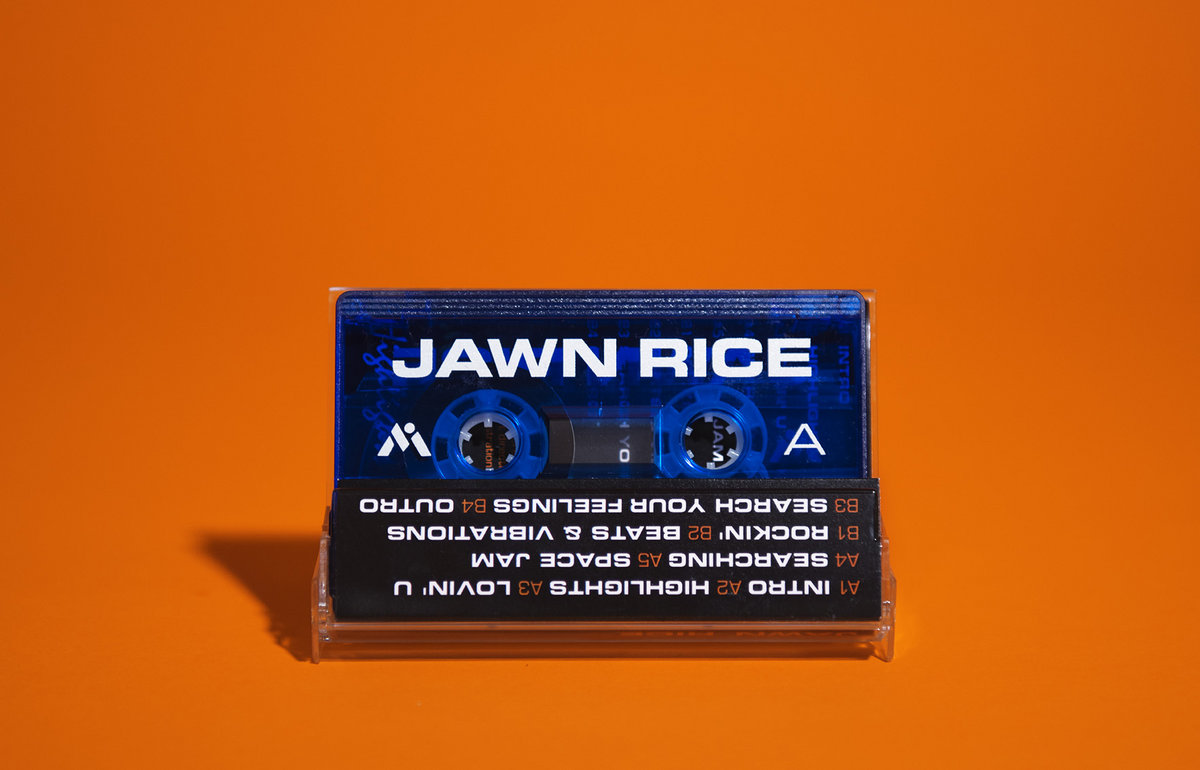 JAWN RICE
A
A1 INTRO A2 HIGHLIGHTS A3 LOVIN' U
A4 SEARCHING A5 SPACE JAM
B1 ROCKIN' B2 BEATS & VIBRATIONS
B3 SEARCH YOUR FEELINGS B4 OUTRO